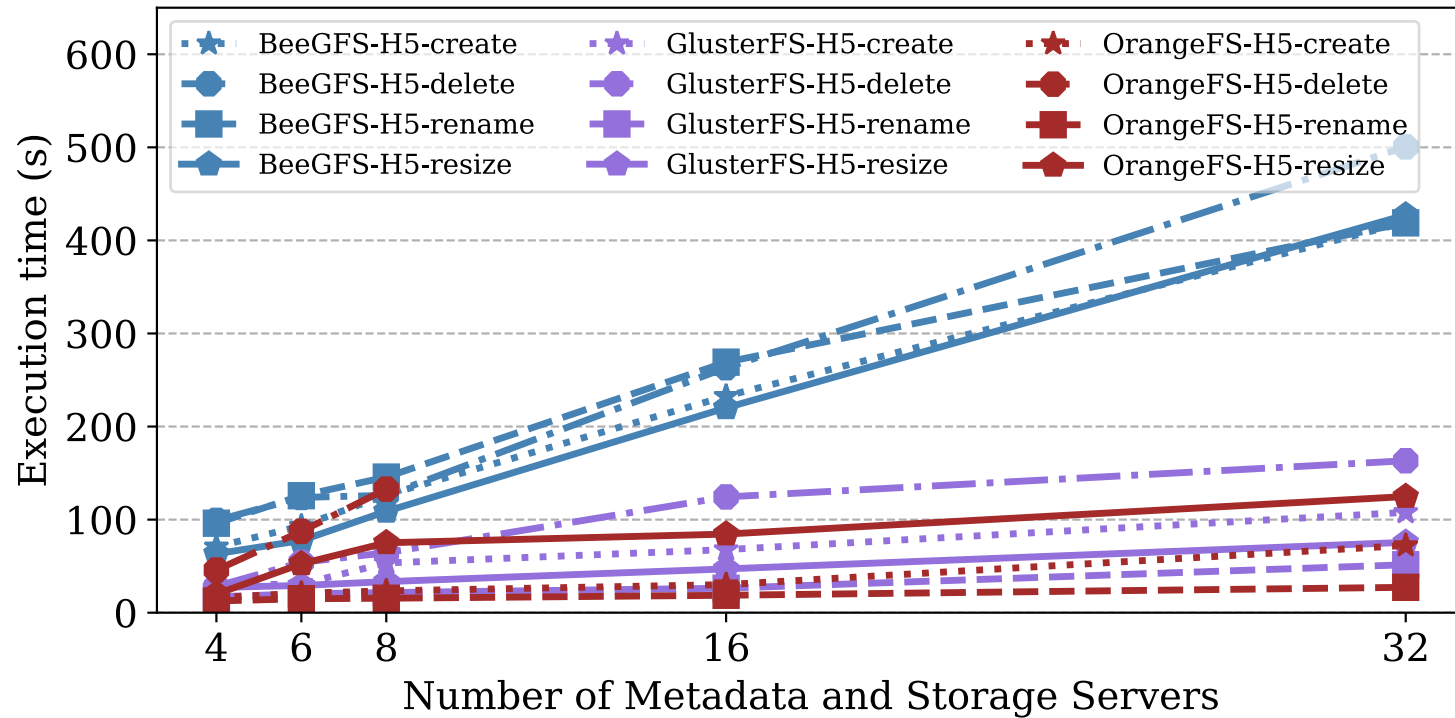 600
500
400
300
200
100
0
Execution time (s)
BeeGFS-H5-create
BeeGFS-H5-delete
BeeGFS-H5-rename
BeeGFS-H5-resize
GlusterFS-H5-create
GlusterFS-H5-delete
GlusterFS-H5-rename
GlusterFS-H5-resize
OrangeFS-H5-create
OrangeFS-H5-delete
OrangeFS-H5-rename
OrangeFS-H5-resize
4 6 8 16 32
Number of Metadata and Storage Servers